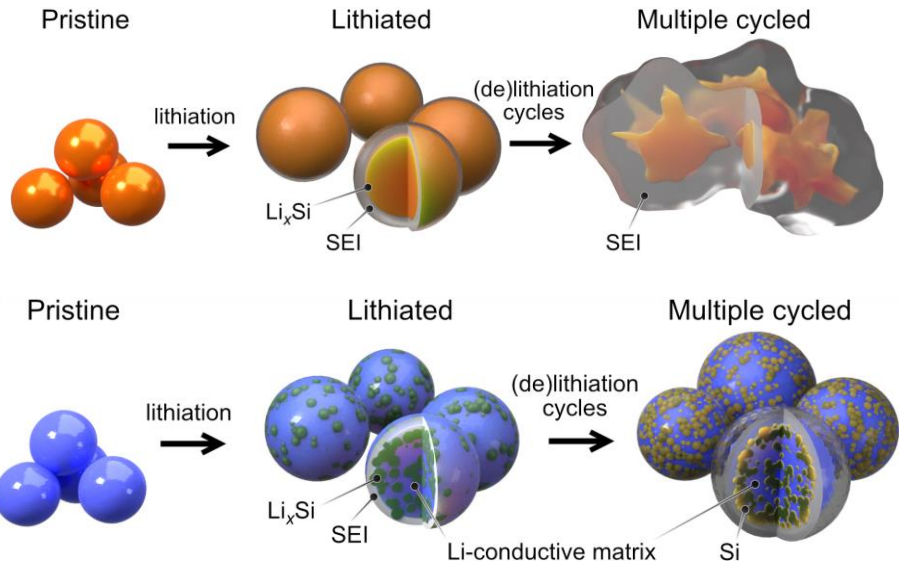 Pristine
Lithiated
Multiple cycled
lithiation
(de)lithiation
cycles
LiₓSi
SEI
SEI
Pristine
Lithiated
Multiple cycled
lithiation
(de)lithiation
cycles
LiₓSi
SEI
Li-conductive matrix
Si